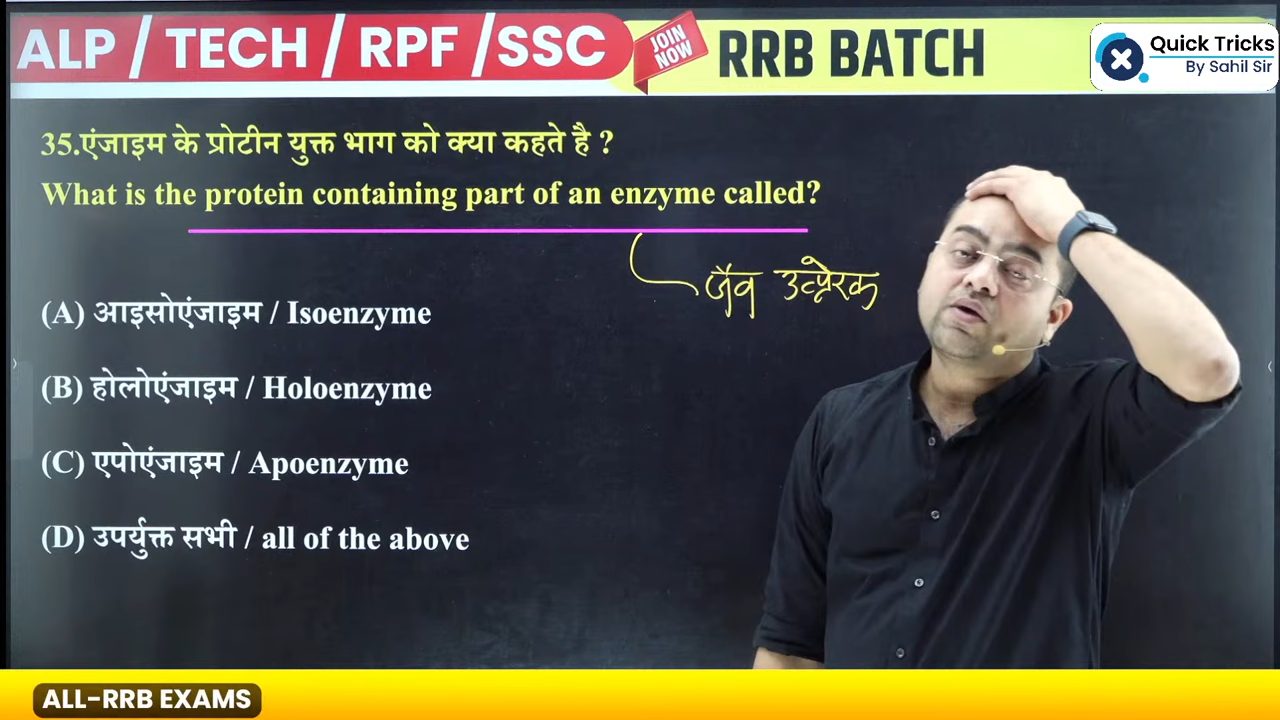 ALP / TECH / RPF / SSC
JOIN NOW
RRB BATCH
Quick Tricks
By Sahil Sir
35.एंजाइम के प्रोटीन युक्त भाग को क्या कहते है ?
What is the protein containing part of an enzyme called?
जैव उत्प्रेरक
(A) आइसोएंजाइम / Isoenzyme
(B) होलोएंजाइम / Holoenzyme
(C) एपोएंजाइम / Apoenzyme
(D) उपर्युक्त सभी / all of the above
ALL-RRB EXAMS